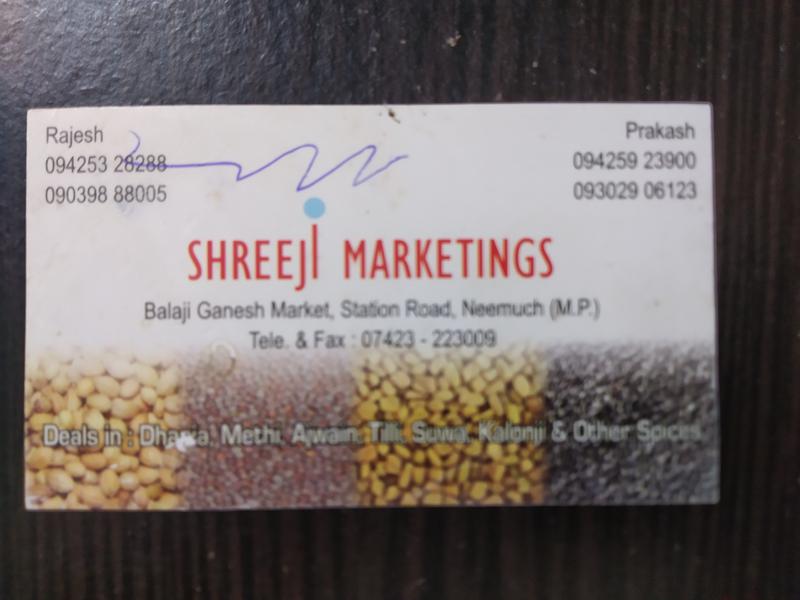 Rajesh
094253 28288
090398 88005
Prakash
094259 23900
093029 06123
SHREEJI MARKETINGS
Balaji Ganesh Market, Station Road, Neemuch (M.P.)
Tele. & Fax : 07423 - 223009
Deals in : Dhania, Methi, Ajwain, Tilli, Suwa, Kalonji & Other Spices